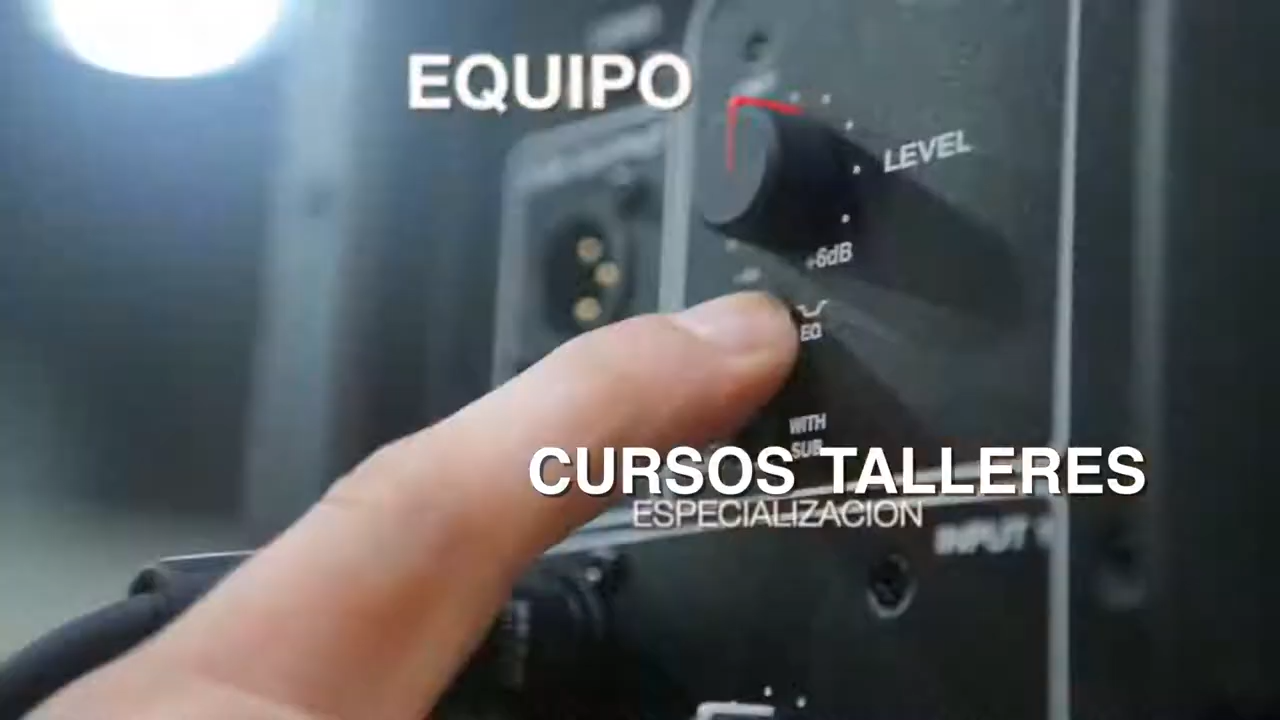 EQUIPO
LEVEL
+6dB
EQ
WITH
SUB
CURSOS TALLERES
ESPECIALIZACION
INPUT